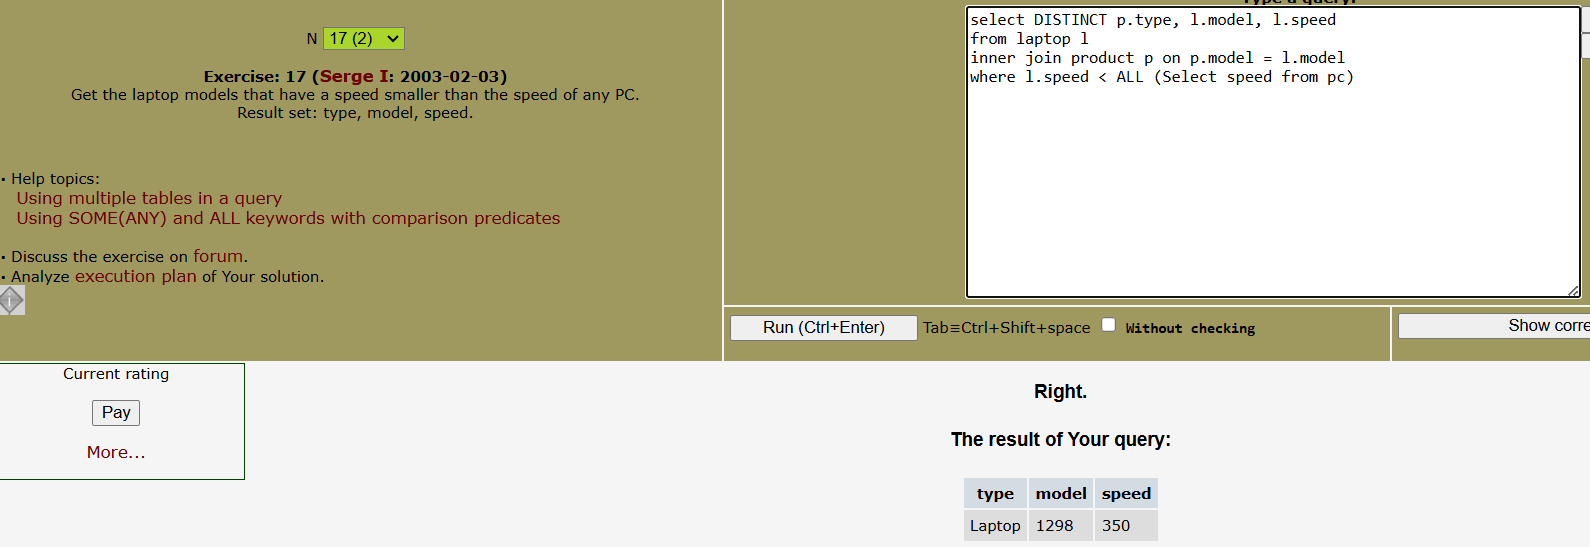 Type a query:
N 17 (2)
Exercise: 17 (Serge I: 2003-02-03)
Get the laptop models that have a speed smaller than the speed of any PC.
Result set: type, model, speed.
· Help topics:
Using multiple tables in a query
Using SOME(ANY) and ALL keywords with comparison predicates
· Discuss the exercise on forum.
· Analyze execution plan of Your solution.
select DISTINCT p.type, l.model, l.speed
from laptop l
inner join product p on p.model = l.model
where l.speed < ALL (Select speed from pc)
Run (Ctrl+Enter) Tab≡Ctrl+Shift+space Without checking
Show corre
Current rating
Pay
More...
Right.
The result of Your query:
type model speed
Laptop 1298 350